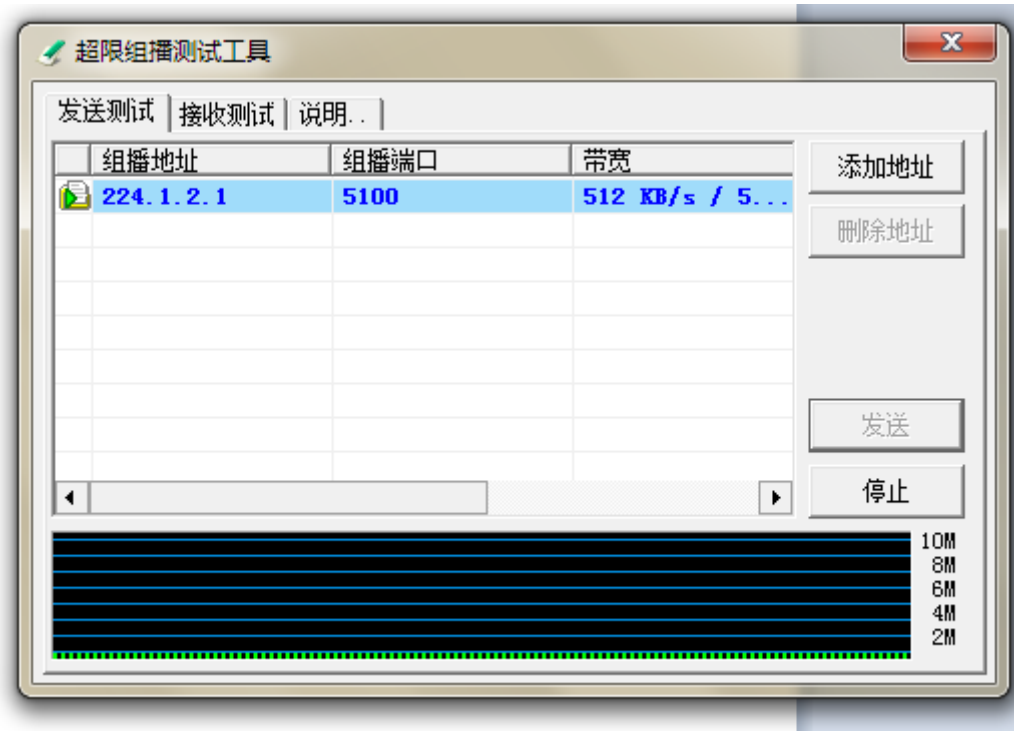 超限组播测试工具
发送测试 接收测试 说明..
组播地址 组播端口 带宽
224.1.2.1 5100 512 KB/s / 5...
添加地址
删除地址
发送
停止
10M
8M
6M
4M
2M